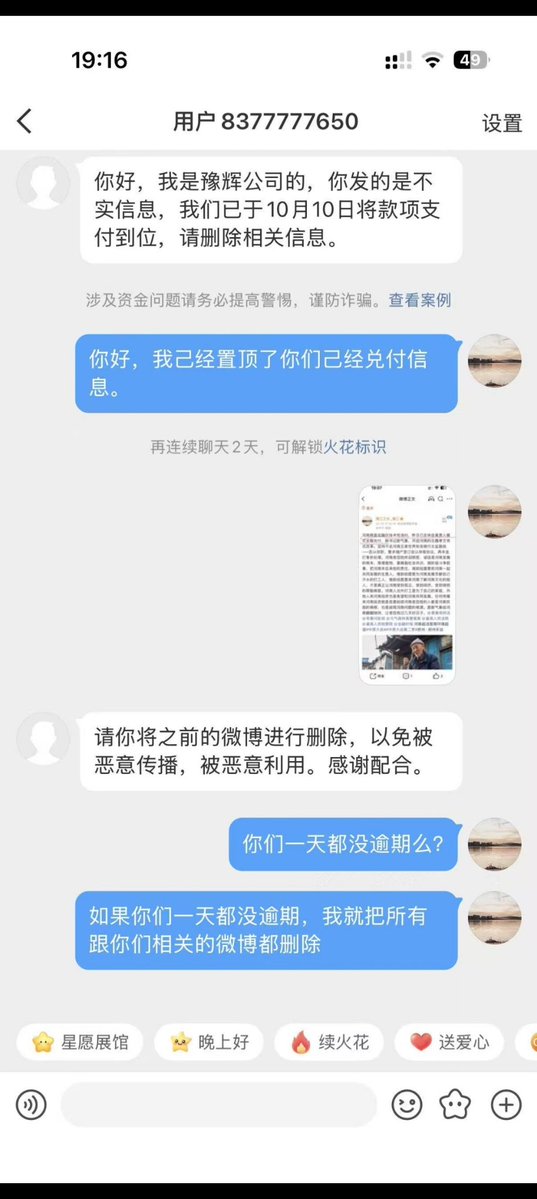 19:16
49
用户8377777650
设置
你好，我是豫辉公司的，你发的是不
实信息，我们已于10月10日将款项支
付到位，请删除相关信息。
涉及资金问题请务必提高警惕，谨防诈骗。查看案例
你好，我己经置顶了你们己经兑付信
息。
再连续聊天2天，可解锁火花标识
19:07
微博正文
请你将之前的微博进行删除，以免被
恶意传播，被恶意利用。感谢配合。
你们一天都没逾期么？
如果你们一天都没逾期，我就把所有
跟你们相关的微博都删除
星愿展馆
晚上好
续火花
送爱心